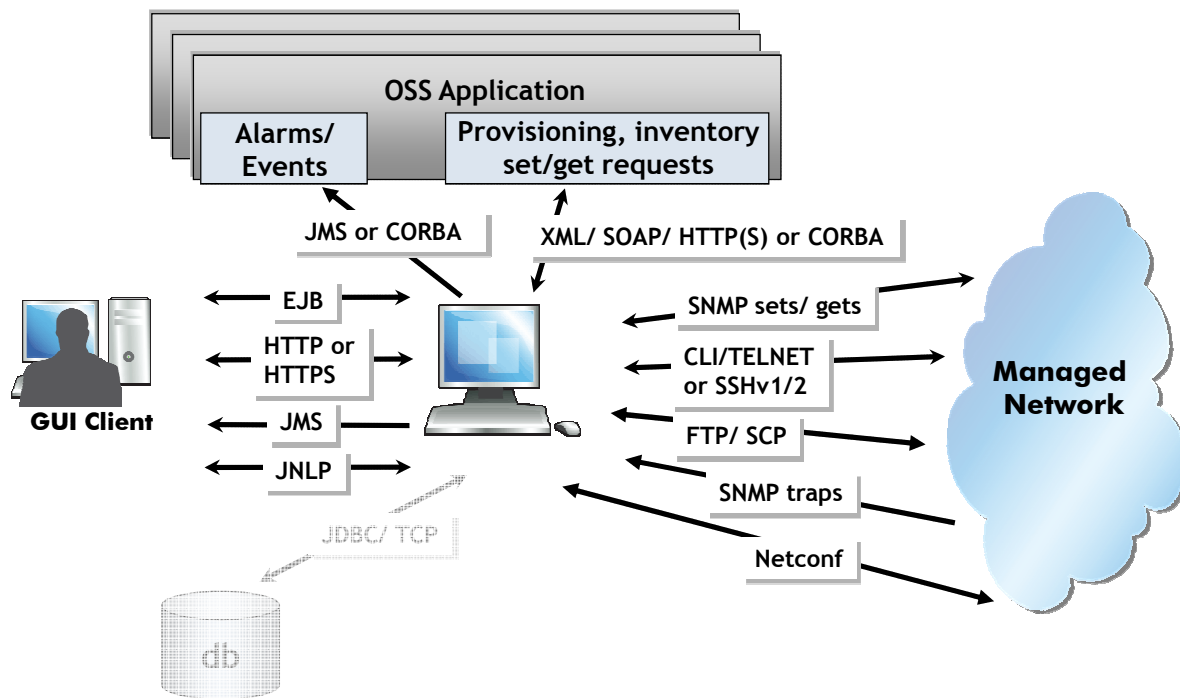 OSS Application
Alarms/
Events
Provisioning, inventory
set/get requests
JMS or CORBA
XML/ SOAP/ HTTP(S) or CORBA
EJB
HTTP or
HTTPS
JMS
JNLP
GUI Client
SNMP sets/ gets
CLI/TELNET
or SSHv1/2
FTP/ SCP
SNMP traps
Netconf
Managed
Network
JDBC/ TCP
db